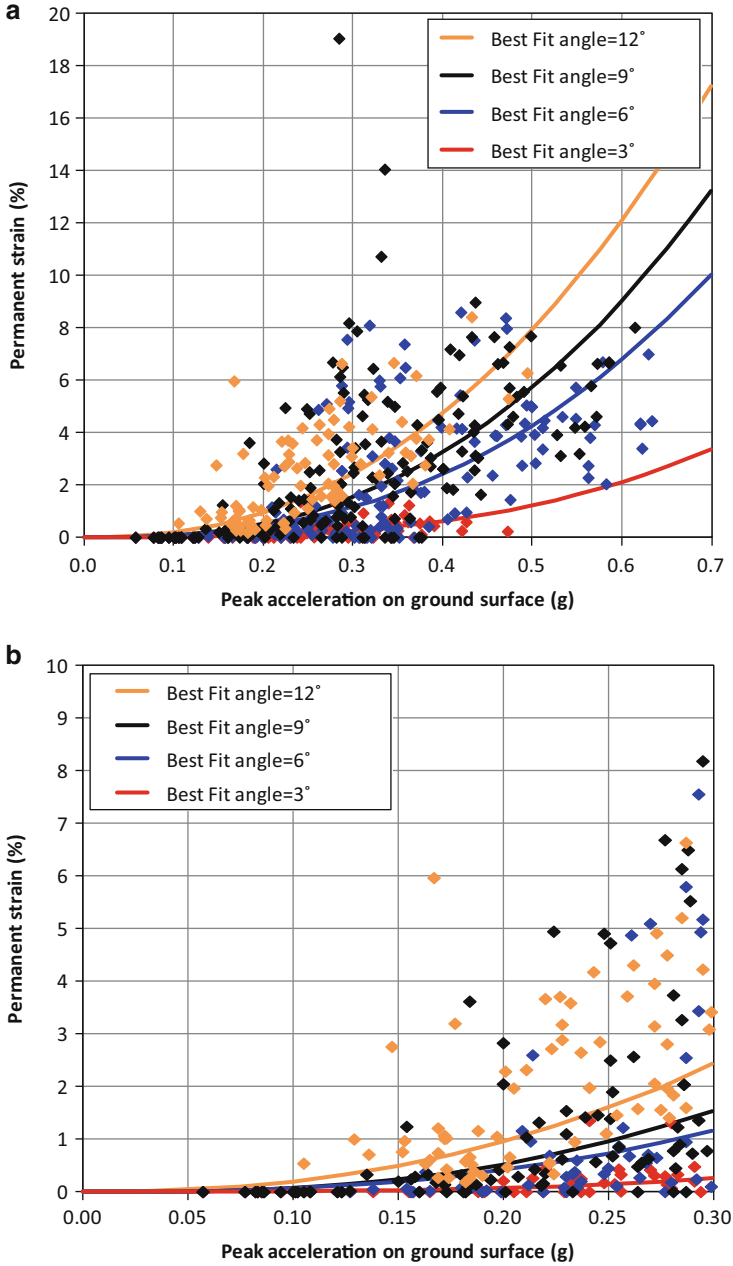 a
20
18
16
14
12
10
8
6
4
2
0
Permanent strain (%)
Best Fit angle=12˚
Best Fit angle=9˚
Best Fit angle=6˚
Best Fit angle=3˚
0.0 0.1 0.2 0.3 0.4 0.5 0.6 0.7
Peak acceleration on ground surface (g)
b
10
9
8
7
6
5
4
3
2
1
0
Permanent strain (%)
Best Fit angle=12˚
Best Fit angle=9˚
Best Fit angle=6˚
Best Fit angle=3˚
0.00 0.05 0.10 0.15 0.20 0.25 0.30
Peak acceleration on ground surface (g)